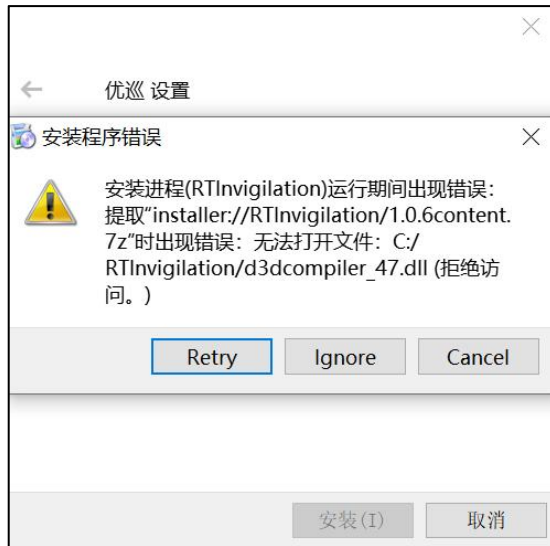 优巡 设置
安装程序错误
安装进程(RTInvigilation)运行期间出现错误：
提取“installer://RTInvigilation/1.0.6content.
7z”时出现错误：无法打开文件：C:/
RTInvigilation/d3dcompiler_47.dll (拒绝访
问。)
Retry Ignore Cancel
安装(I) 取消